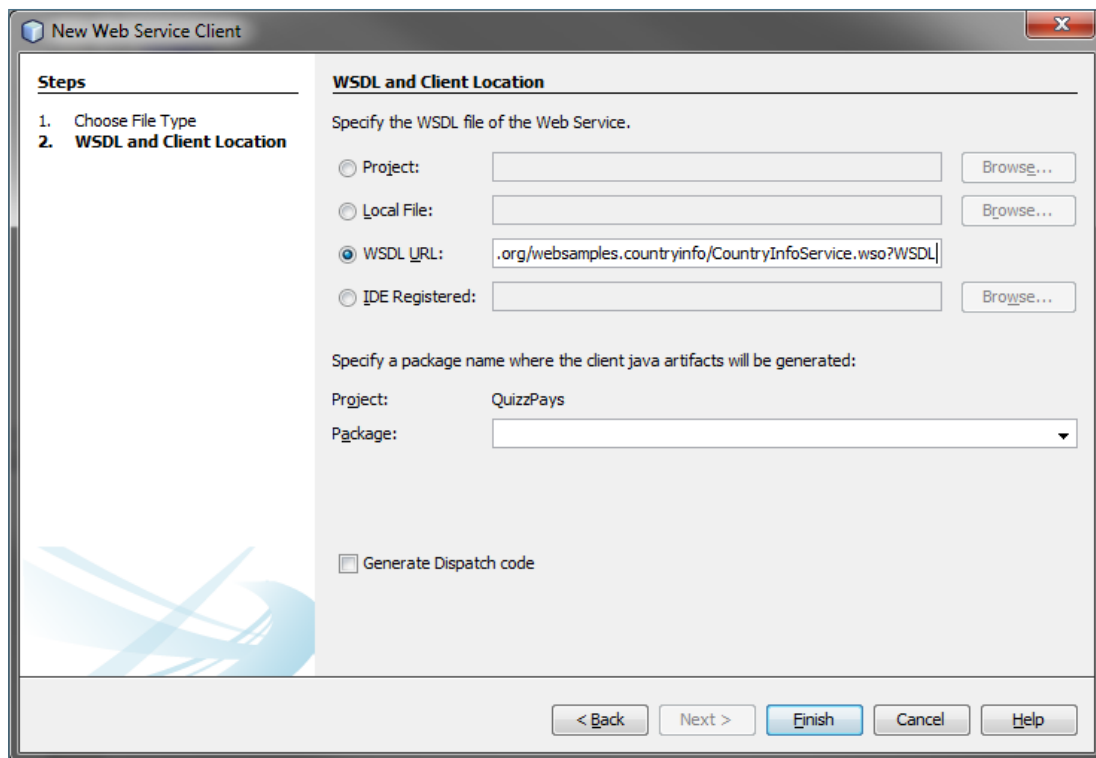 New Web Service Client
Steps
1. Choose File Type
2. WSDL and Client Location
WSDL and Client Location
Specify the WSDL file of the Web Service.
Project: Browse...
Local File: Browse...
WSDL URL: .org/websamples.countryinfo/CountryInfoService.wso?WSDL
IDE Registered: Browse...
Specify a package name where the client java artifacts will be generated:
Project: QuizzPays
Package:
Generate Dispatch code
< Back Next > Finish Cancel Help